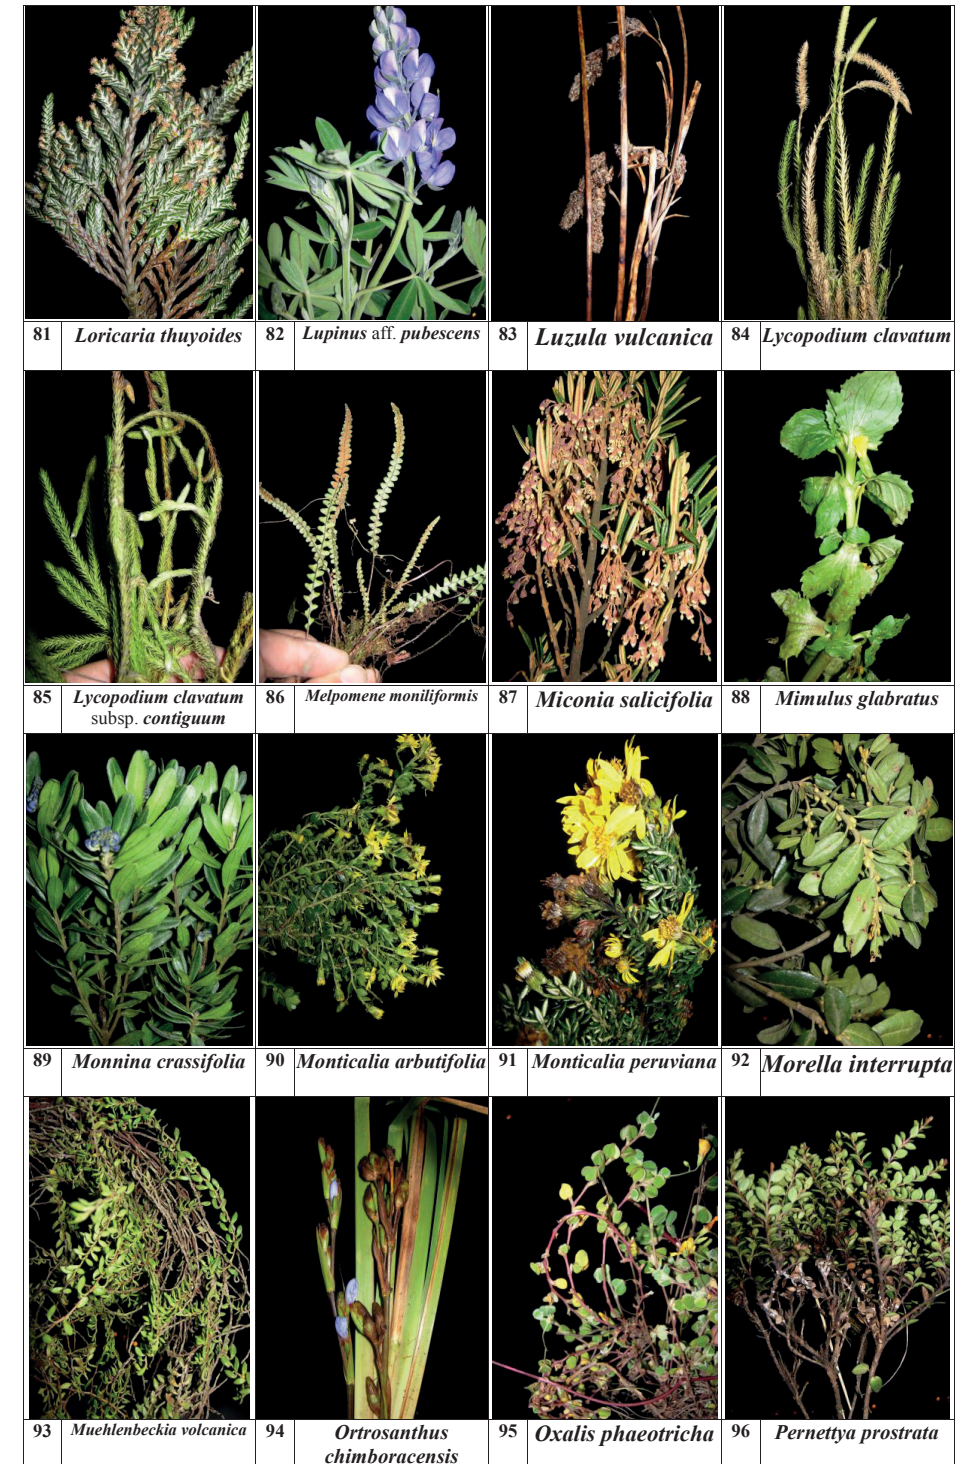 81 Loricaria thuyoides 82 Lupinus aff. pubescens 83 Luzula vulcanica 84 Lycopodium clavatum
85 Lycopodium clavatum
subsp. contiguum
86 Melpomene moniliformis 87 Miconia salicifolia 88 Mimulus glabratus
89 Monnina crassifolia 90 Monticalia arbutifolia 91 Monticalia peruviana 92 Morella interrupta
93 Muehlenbeckia volcanica 94 Ortrosanthus
chimboracensis
95 Oxalis phaeotricha 96 Pernettya prostrata